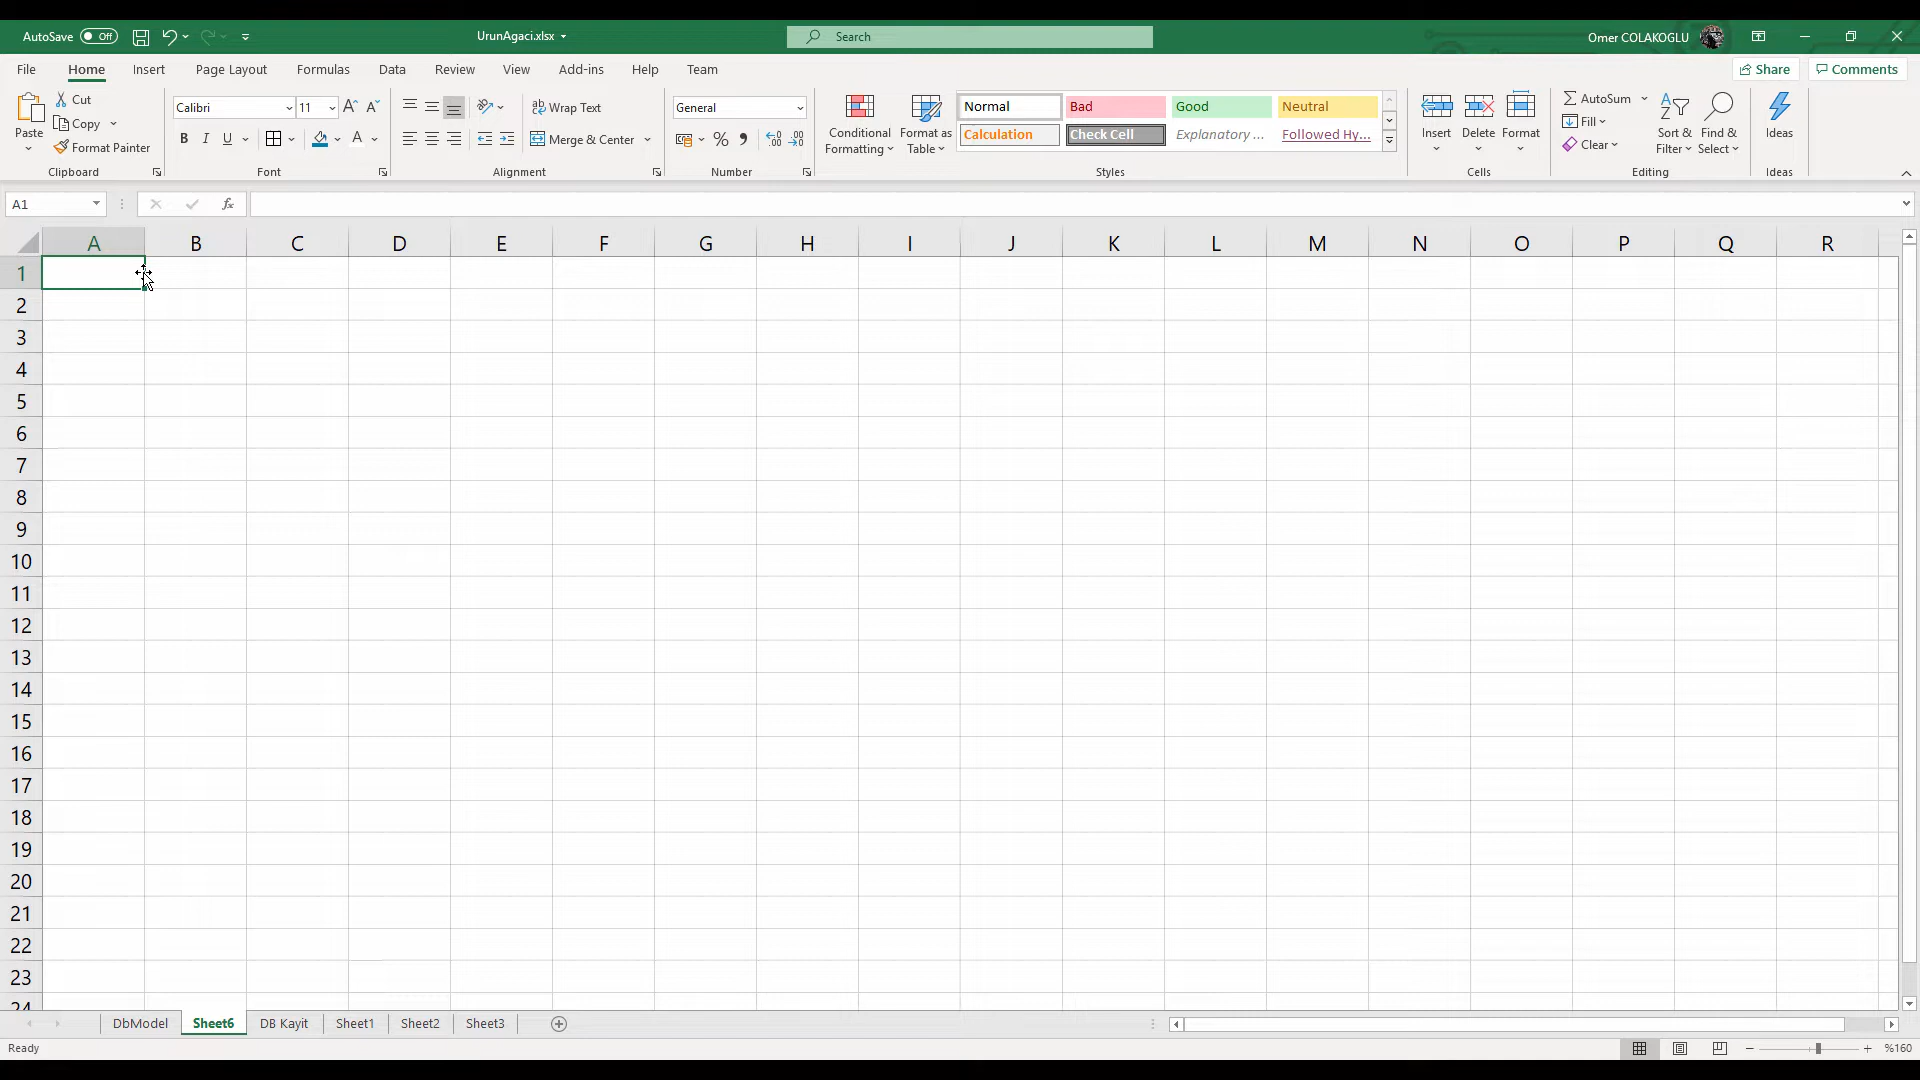 AutoSave Off UrunAgaci.xlsx Search Omer COLAKOGLU
File Home Insert Page Layout Formulas Data Review View Add-ins Help Team Share Comments
Paste Cut Copy Format Painter Clipboard
Calibri 11 B I U A Font
Wrap Text Merge & Center Alignment
General % Number
Conditional Formatting Format as Table Normal Bad Good Neutral
Calculation Check Cell Explanatory ... Followed Hy... Styles
Insert Delete Format Cells
AutoSum Fill Clear Sort & Filter Find & Select Editing
Ideas Ideas
A1 fx
A B C D E F G H I J K L M N O P Q R
1
2
3
4
5
6
7
8
9
10
11
12
13
14
15
16
17
18
19
20
21
22
23
24
DbModel Sheet6 DB Kayit Sheet1 Sheet2 Sheet3
Ready %160